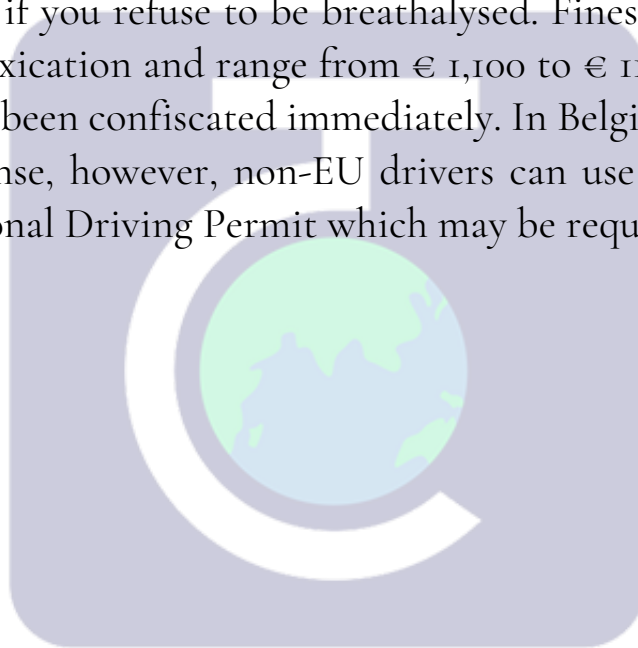 if you refuse to be breathalysed. Fines
xication and range from € 1,100 to € 11
been confiscated immediately. In Belgi
nse, however, non-EU drivers can use
onal Driving Permit which may be requ